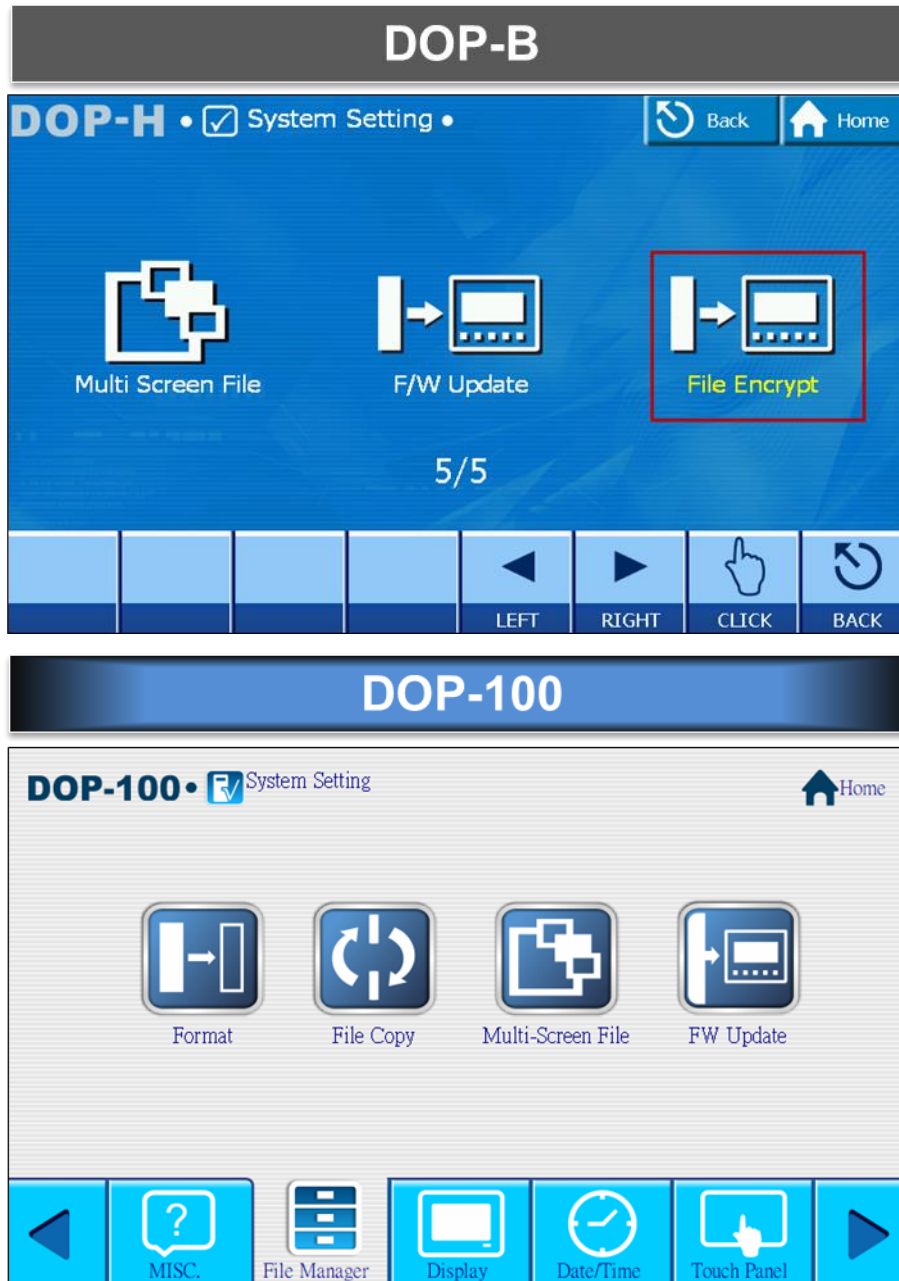 DOP-B
DOP-H • System Setting • Back Home
Multi Screen File F/W Update File Encrypt
5/5
LEFT RIGHT CLICK BACK
DOP-100
DOP-100• System Setting Home
Format File Copy Multi-Screen File FW Update
?
MISC. File Manager Display Date/Time Touch Panel